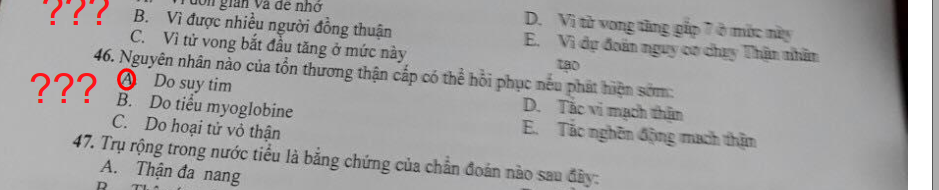 ??? Vì đơn giản và dễ nhớ
B. Vì được nhiều người đồng thuận
C. Vì tử vong bắt đầu tăng ở mức này
D. Vì tử vong tăng gấp 7 ở mức này
E. Vì dự đoán nguy cơ chạy Thận nhân tạo
46. Nguyên nhân nào của tổn thương thận cấp có thể hồi phục nếu phát hiện sớm:
??? A. Do suy tim
B. Do tiểu myoglobine
C. Do hoại tử vỏ thận
D. Tắc vi mạch thận
E. Tắc nghẽn động mạch thận
47. Trụ rộng trong nước tiểu là bằng chứng của chẩn đoán nào sau đây:
A. Thận đa nang
B.